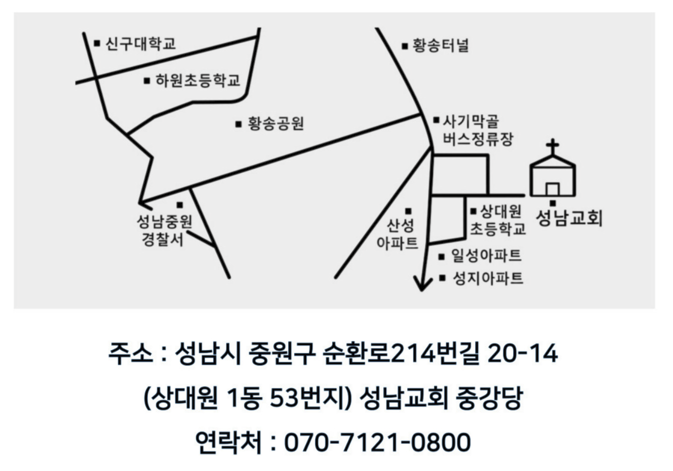 신구대학교
황송터널
하원초등학교
황송공원
사기막골
버스정류장
성남중원
경찰서
산성
아파트
상대원
초등학교
성남교회
일성아파트
성지아파트
주소 : 성남시 중원구 순환로214번길 20-14
(상대원 1동 53번지) 성남교회 중강당
연락처 : 070-7121-0800